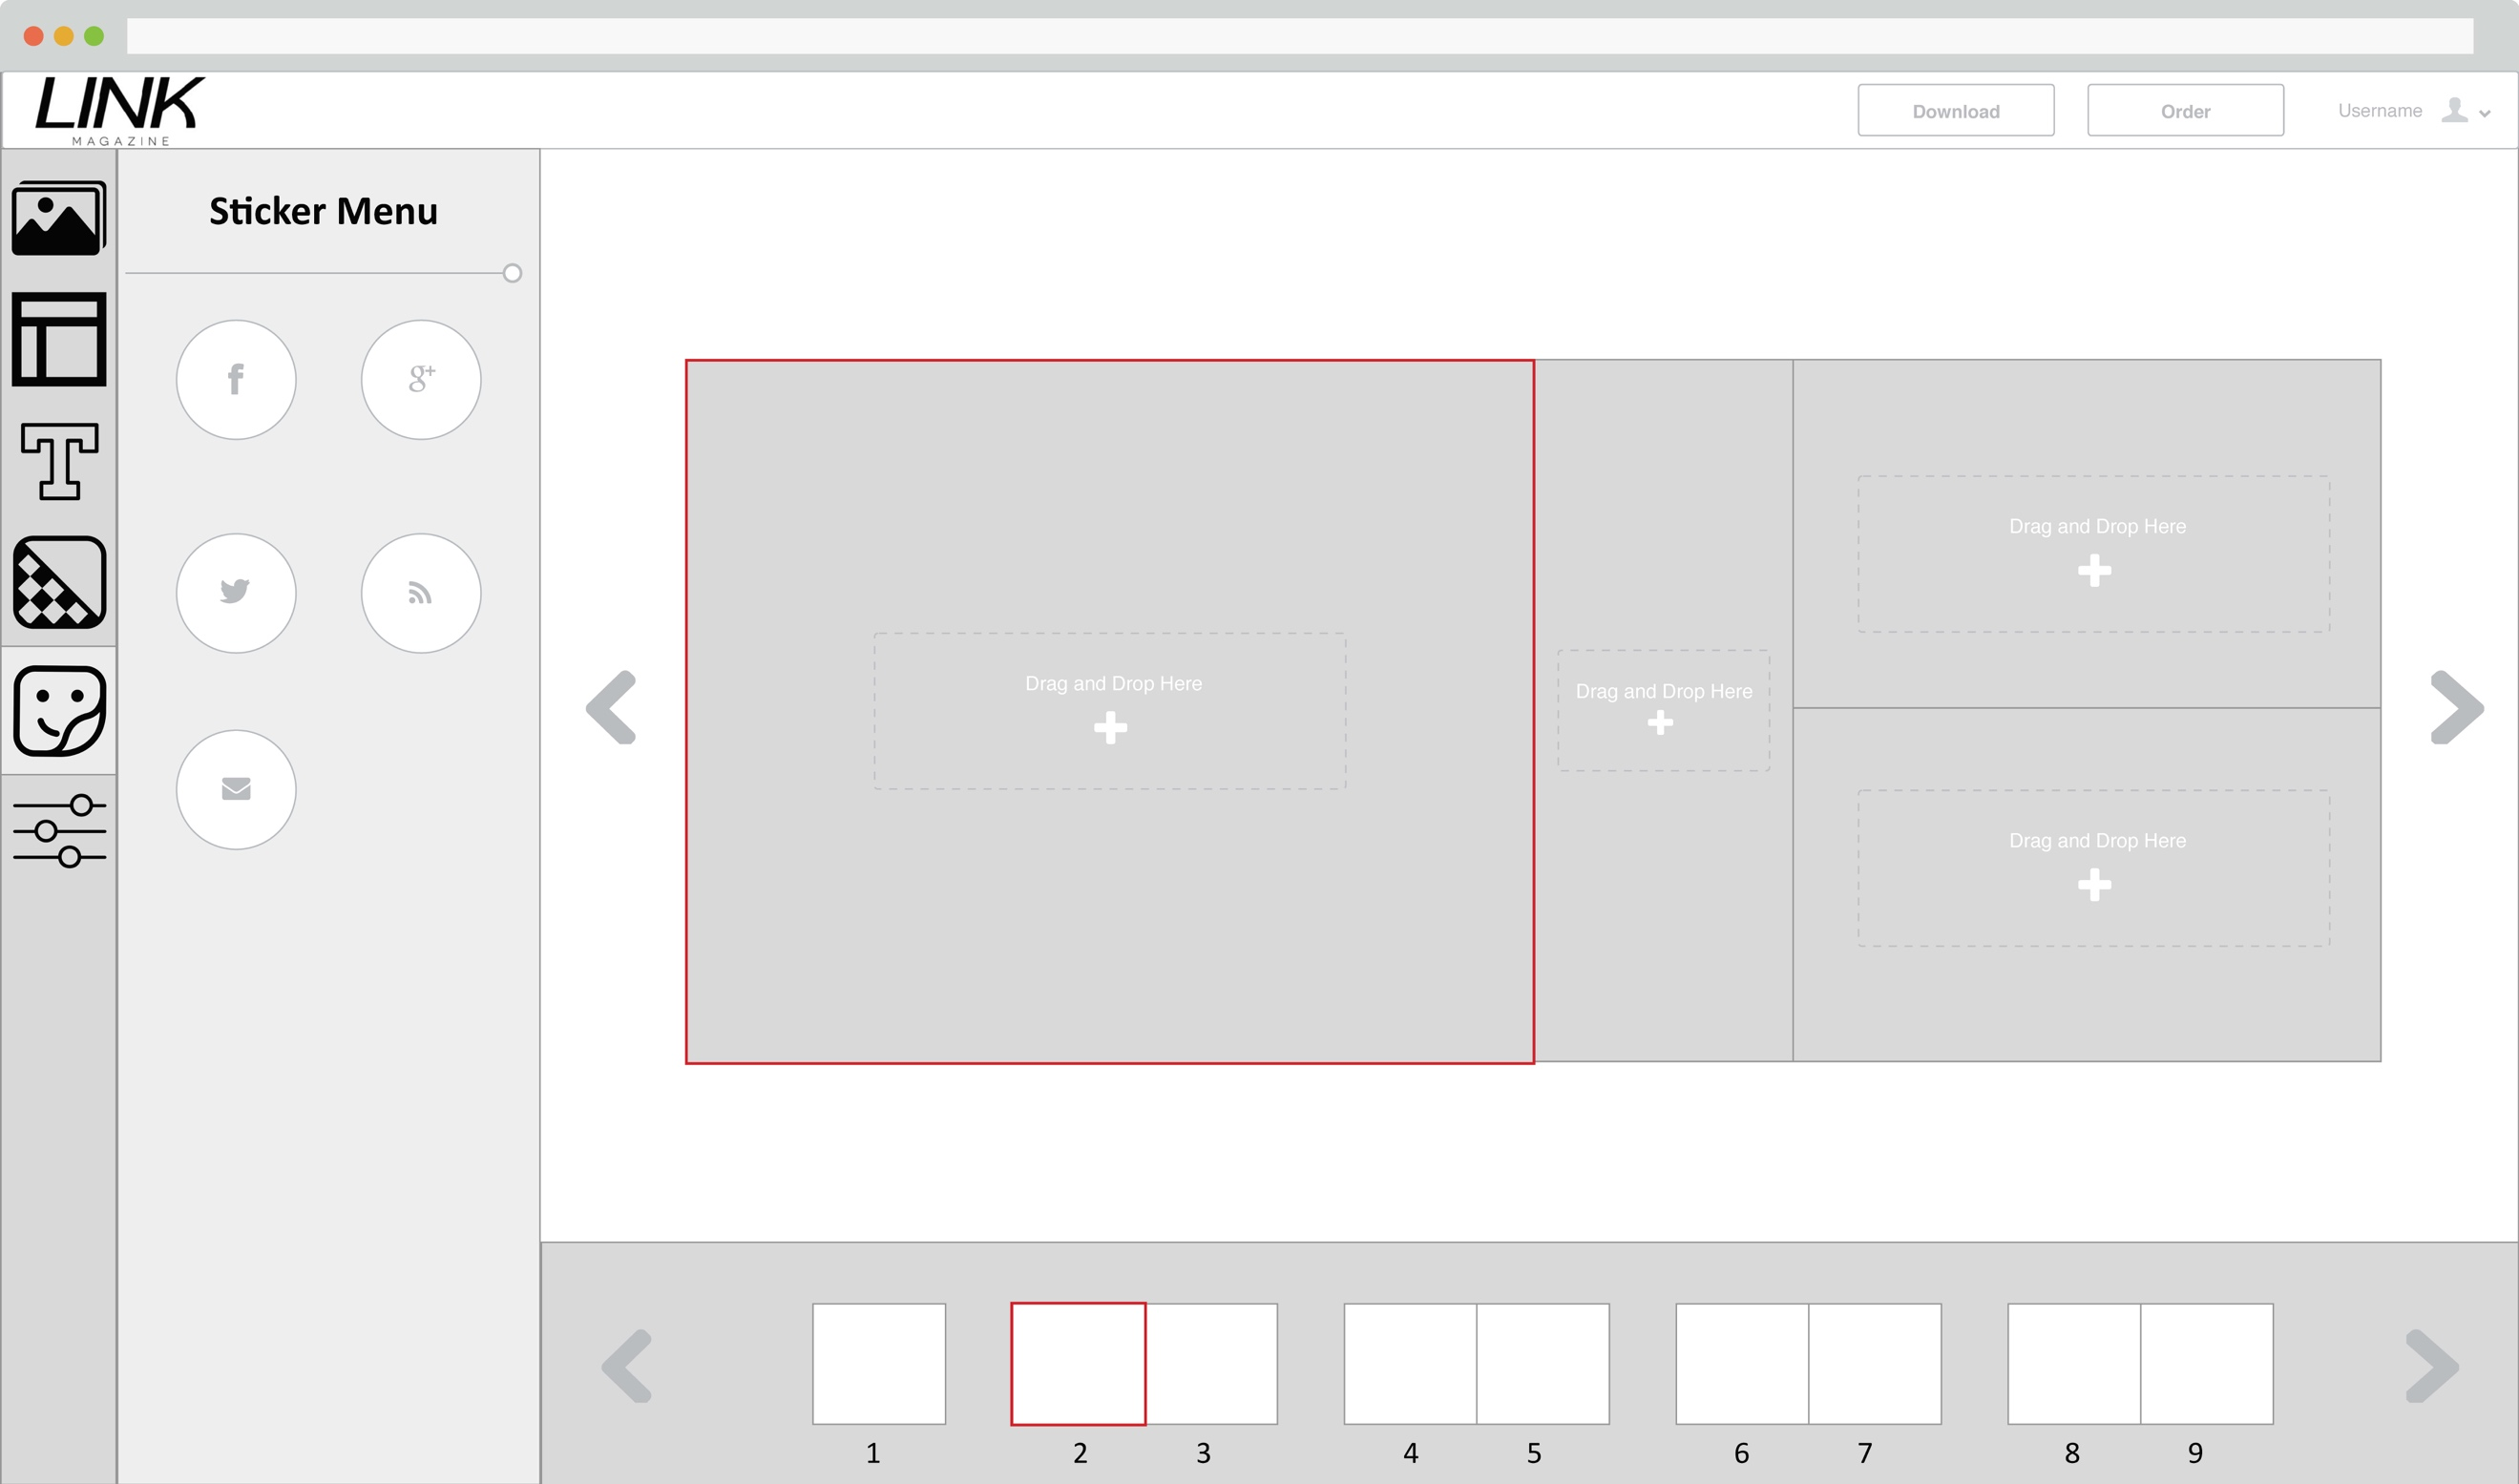 LINK
MAGAZINE
Download
Order
Username
Sticker Menu
f
g+
Drag and Drop Here
Drag and Drop Here
Drag and Drop Here
Drag and Drop Here
1
2
3
4
5
6
7
8
9